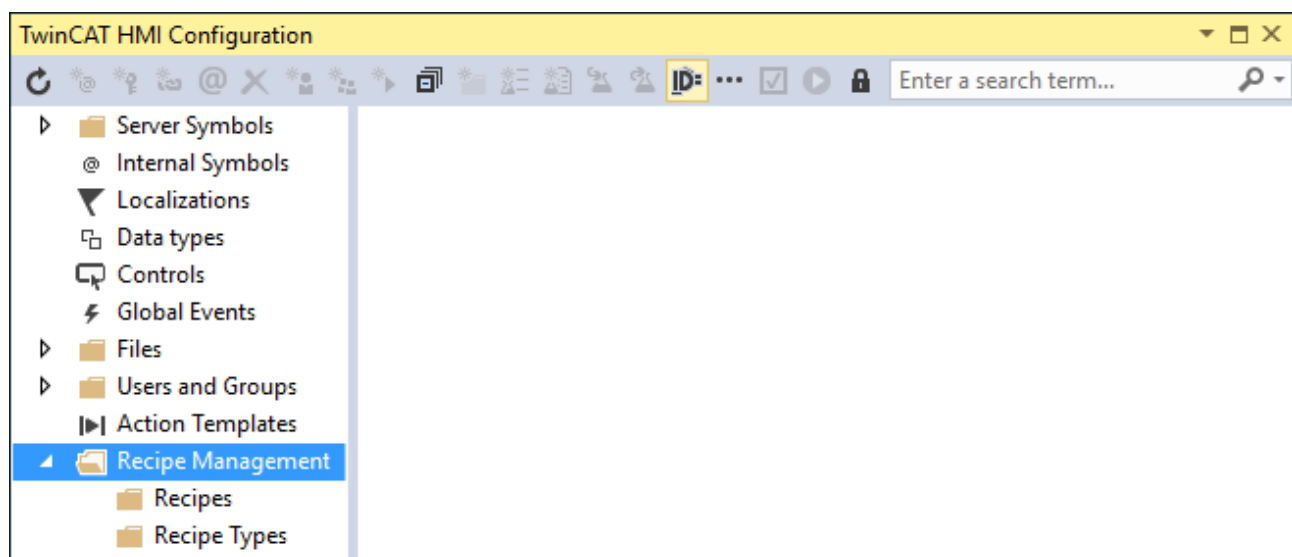 TwinCAT HMI Configuration
ID= Enter a search term...
Server Symbols
Internal Symbols
Localizations
Data types
Controls
Global Events
Files
Users and Groups
Action Templates
Recipe Management
Recipes
Recipe Types